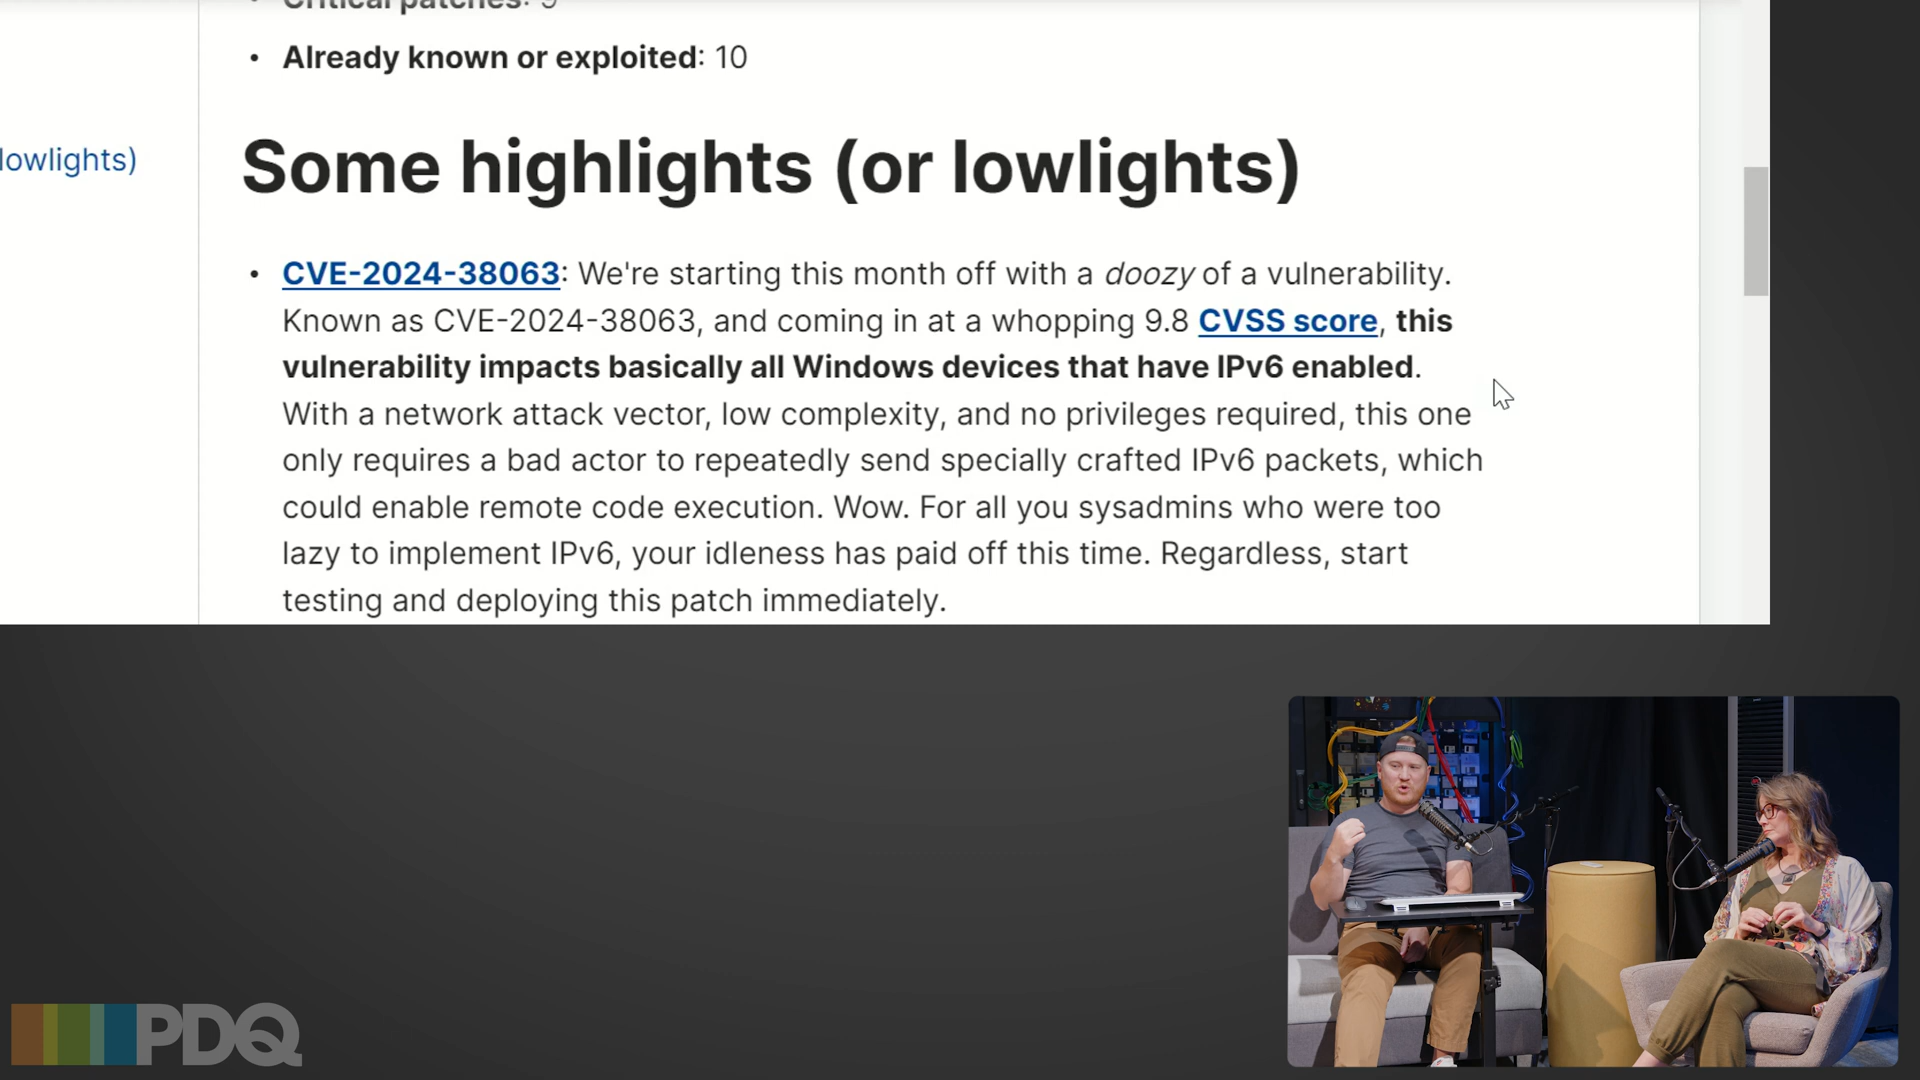 Critical patches: 9
• Already known or exploited: 10
lowlights)
Some highlights (or lowlights)
• CVE-2024-38063: We're starting this month off with a doozy of a vulnerability.
Known as CVE-2024-38063, and coming in at a whopping 9.8 CVSS score, this
vulnerability impacts basically all Windows devices that have IPv6 enabled.
With a network attack vector, low complexity, and no privileges required, this one
only requires a bad actor to repeatedly send specially crafted IPv6 packets, which
could enable remote code execution. Wow. For all you sysadmins who were too
lazy to implement IPv6, your idleness has paid off this time. Regardless, start
testing and deploying this patch immediately.
PDQ